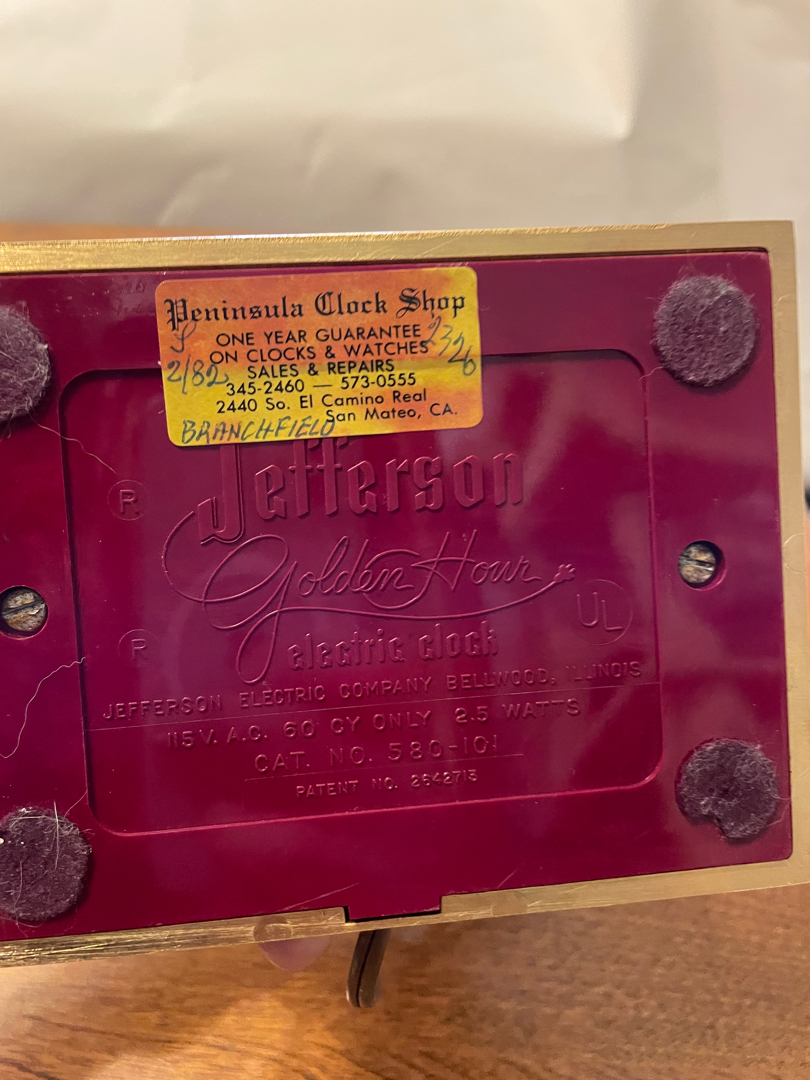 Peninsula Clock Shop
ONE YEAR GUARANTEE
ON CLOCKS & WATCHES
SALES & REPAIRS
345-2460 — 573-0555
2440 So. El Camino Real
San Mateo, CA.
2/82
2326
BRANCHFIELD
Jefferson
R
Golden Hour
UL
R
electric clock
JEFFERSON ELECTRIC COMPANY BELLWOOD, ILLINOIS
115 V. A.C. 60 CY ONLY 2.5 WATTS
CAT. NO. 580-101
PATENT NO. 2642713